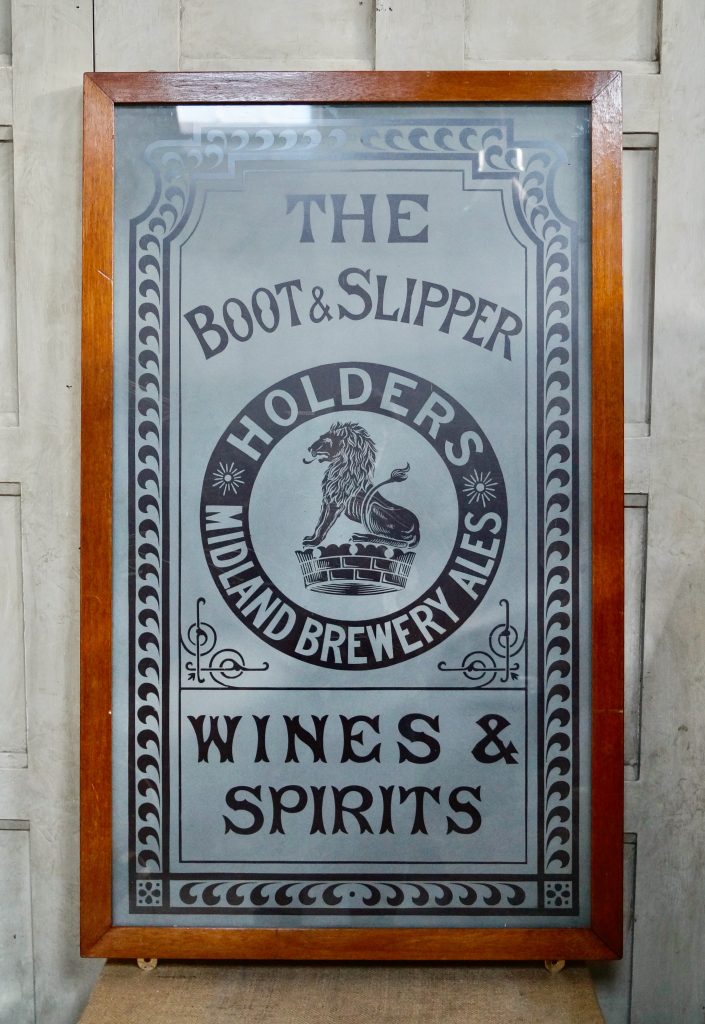 THE
BOOT & SLIPPER
HOLDERS
MIDLAND BREWERY ALES
WINES &
SPIRITS